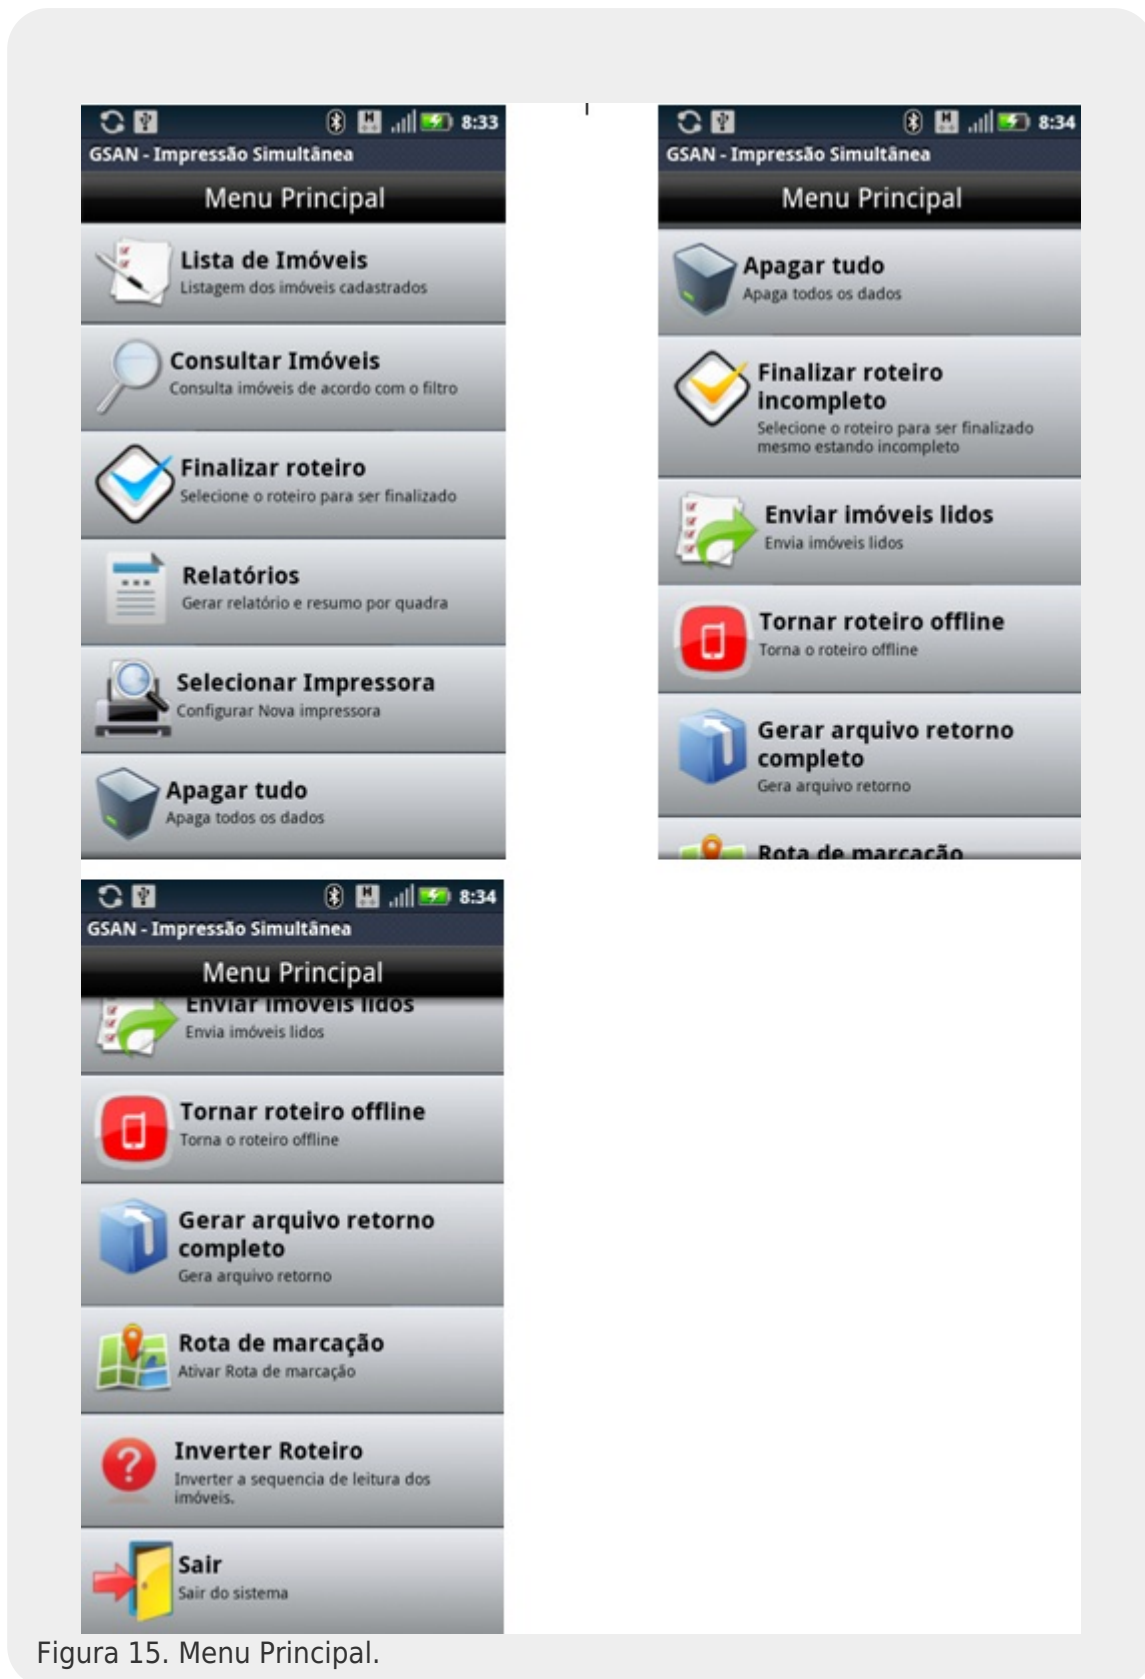 8:33
GSAN - Impressão Simultânea
Menu Principal
Lista de Imóveis
Listagem dos imóveis cadastrados
Consultar Imóveis
Consulta imóveis de acordo com o filtro
Finalizar roteiro
Selecione o roteiro para ser finalizado
Relatórios
Gerar relatório e resumo por quadra
Selecionar Impressora
Configurar Nova impressora
Apagar tudo
Apaga todos os dados
8:34
GSAN - Impressão Simultânea
Menu Principal
Apagar tudo
Apaga todos os dados
Finalizar roteiro
incompleto
Selecione o roteiro para ser finalizado
mesmo estando incompleto
Enviar imóveis lidos
Envia imóveis lidos
Tornar roteiro offline
Torna o roteiro offline
Gerar arquivo retorno
completo
Gera arquivo retorno
Rota de marcação
8:34
GSAN - Impressão Simultânea
Menu Principal
Enviar imóveis lidos
Envia imóveis lidos
Tornar roteiro offline
Torna o roteiro offline
Gerar arquivo retorno
completo
Gera arquivo retorno
Rota de marcação
Ativar Rota de marcação
Inverter Roteiro
Inverter a sequencia de leitura dos
imóveis.
Sair
Sair do sistema
Figura 15. Menu Principal.